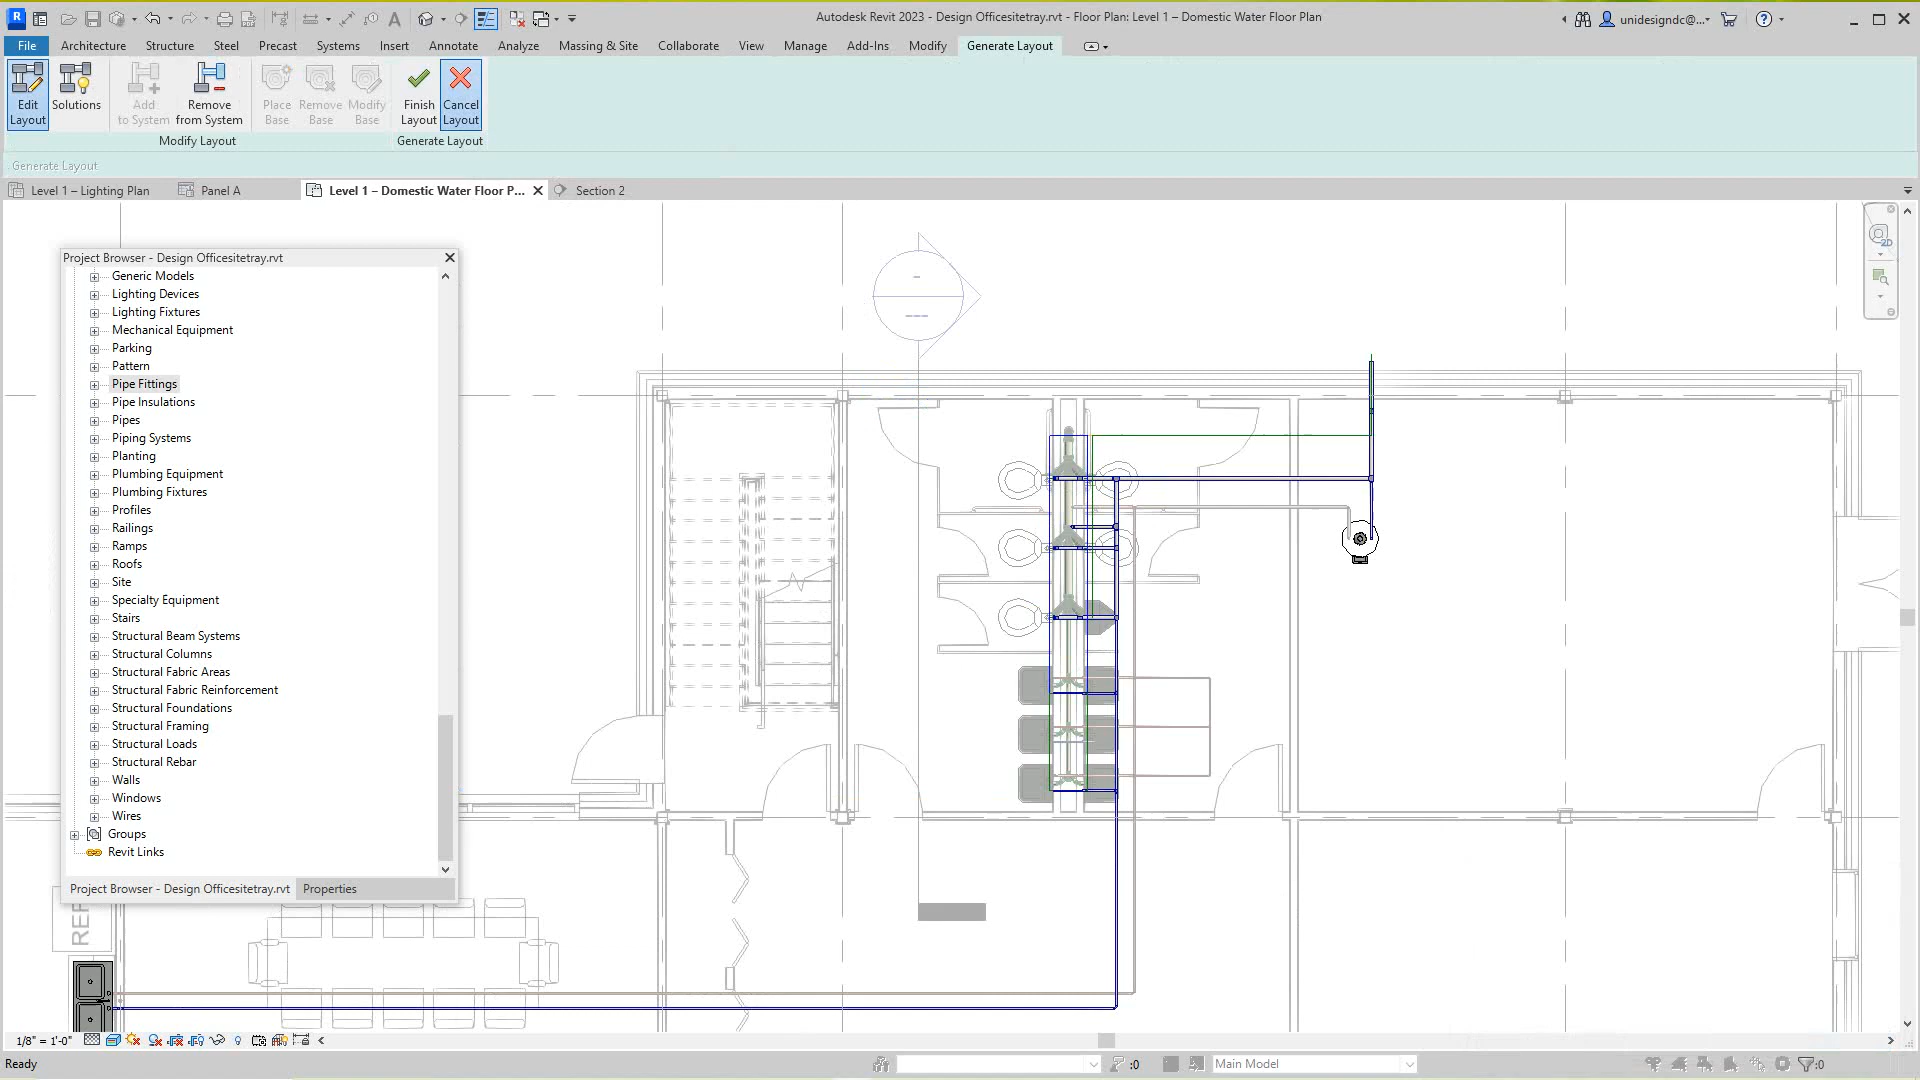 Autodesk Revit 2023 - Design Officesitetray.rvt - Floor Plan: Level 1 – Domestic Water Floor Plan
unidesigndc@...
File Architecture Structure Steel Precast Systems Insert Annotate Analyze Massing & Site Collaborate View Manage Add-Ins Modify Generate Layout
Edit Layout
Solutions
Add to System
Remove from System
Place Base
Remove Base
Modify Base
Finish Layout
Cancel Layout
Modify Layout
Generate Layout
Generate Layout
Level 1 – Lighting Plan
Panel A
Level 1 – Domestic Water Floor P...
Section 2
2D
Project Browser - Design Officesitetray.rvt
Generic Models
Lighting Devices
Lighting Fixtures
Mechanical Equipment
Parking
Pattern
Pipe Fittings
Pipe Insulations
Pipes
Piping Systems
Planting
Plumbing Equipment
Plumbing Fixtures
Profiles
Railings
Ramps
Roofs
Site
Specialty Equipment
Stairs
Structural Beam Systems
Structural Columns
Structural Fabric Areas
Structural Fabric Reinforcement
Structural Foundations
Structural Framing
Structural Loads
Structural Rebar
Walls
Windows
Wires
Groups
Revit Links
Project Browser - Design Officesitetray.rvt
Properties
REF
1/8" = 1'-0"
Ready
:0
Main Model
:0